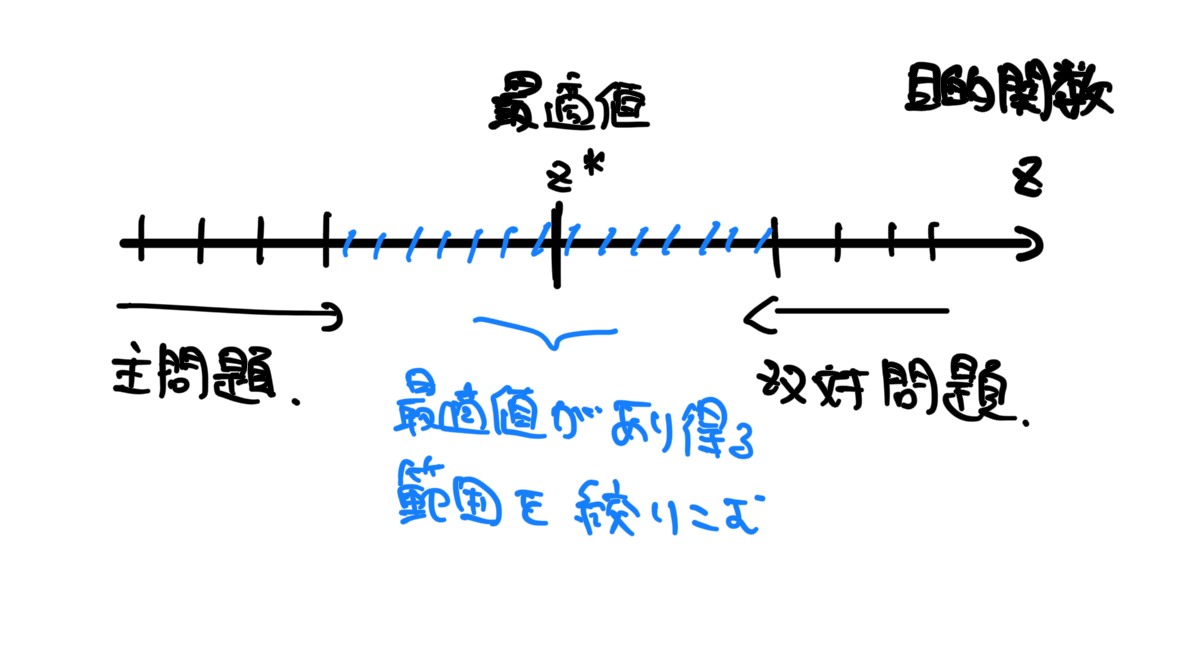 最適値
z*
目的関数
z
主問題.
双対問題.
最適値があり得る
範囲を絞りこむ